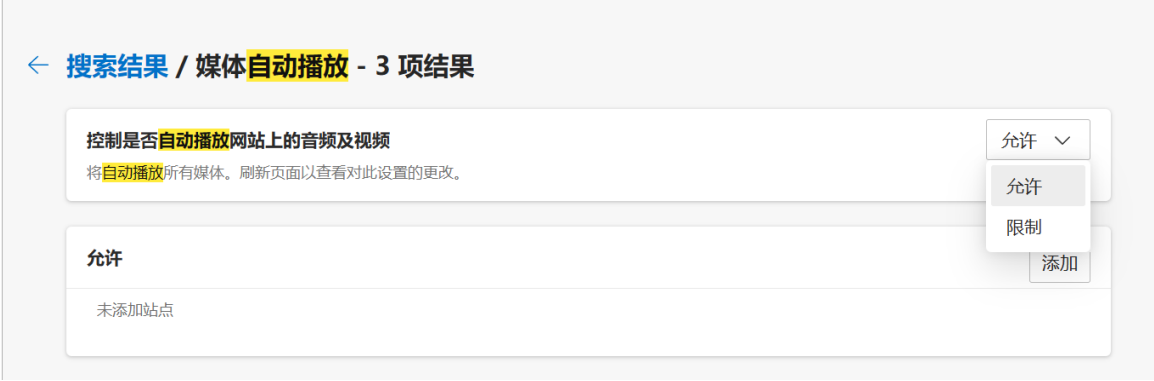 搜索结果 / 媒体自动播放 - 3 项结果
控制是否自动播放网站上的音频及视频
允许
将自动播放所有媒体。刷新页面以查看对此设置的更改。
允许
限制
允许
添加
未添加站点